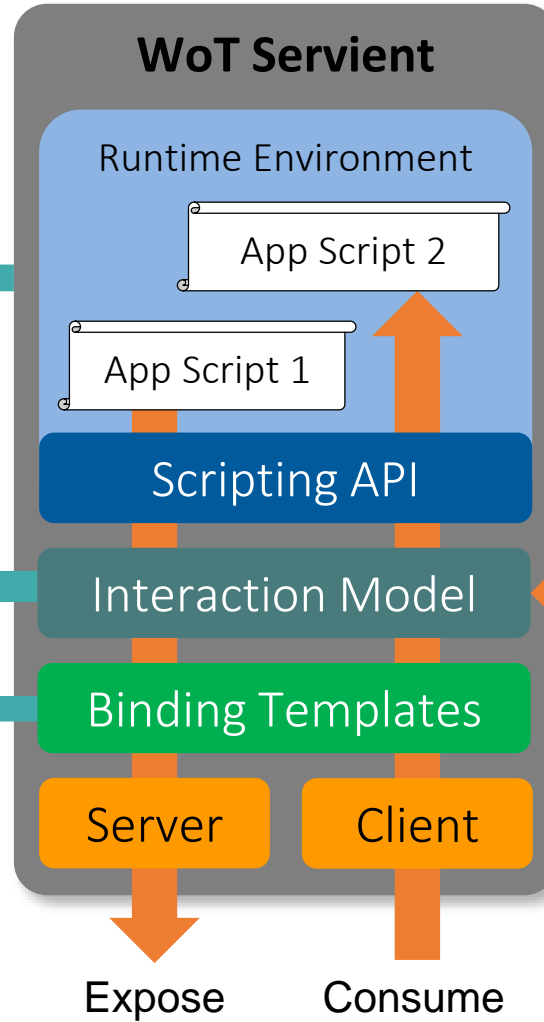 WoT Servient
Runtime Environment
App Script 2
App Script 1
Scripting API
Interaction Model
Binding Templates
Server Client
Expose Consume